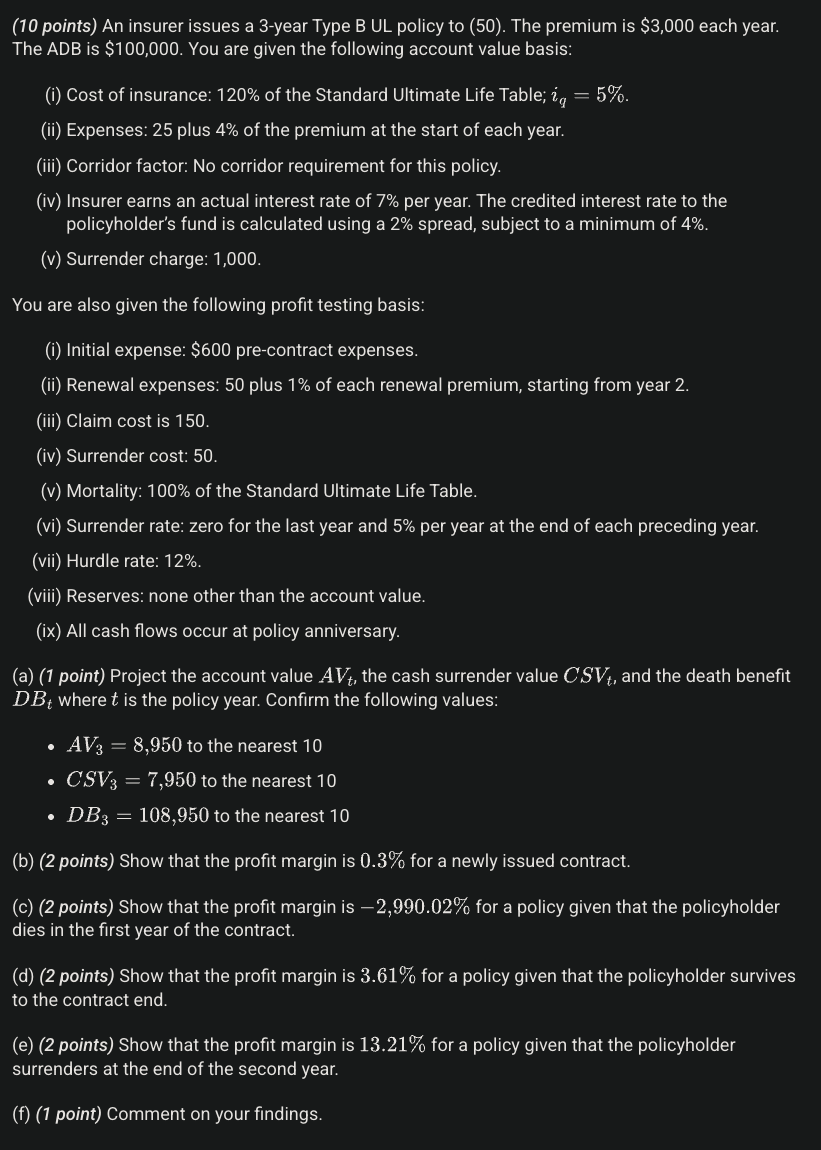 (10 points) An insurer issues a 3-year Type B UL policy to (50). The premium is $3,000 each year.
The ADB is $100,000. You are given the following account value basis:
(i) Cost of insurance: 120% of the Standard Ultimate Life Table; i_q = 5%.
(ii) Expenses: 25 plus 4% of the premium at the start of each year.
(iii) Corridor factor: No corridor requirement for this policy.
(iv) Insurer earns an actual interest rate of 7% per year. The credited interest rate to the
policyholder's fund is calculated using a 2% spread, subject to a minimum of 4%.
(v) Surrender charge: 1,000.
You are also given the following profit testing basis:
(i) Initial expense: $600 pre-contract expenses.
(ii) Renewal expenses: 50 plus 1% of each renewal premium, starting from year 2.
(iii) Claim cost is 150.
(iv) Surrender cost: 50.
(v) Mortality: 100% of the Standard Ultimate Life Table.
(vi) Surrender rate: zero for the last year and 5% per year at the end of each preceding year.
(vii) Hurdle rate: 12%.
(viii) Reserves: none other than the account value.
(ix) All cash flows occur at policy anniversary.
(a) (1 point) Project the account value AV_t, the cash surrender value CSV_t, and the death benefit
DB_t where t is the policy year. Confirm the following values:
• AV_3 = 8,950 to the nearest 10
• CSV_3 = 7,950 to the nearest 10
• DB_3 = 108,950 to the nearest 10
(b) (2 points) Show that the profit margin is 0.3% for a newly issued contract.
(c) (2 points) Show that the profit margin is −2,990.02% for a policy given that the policyholder
dies in the first year of the contract.
(d) (2 points) Show that the profit margin is 3.61% for a policy given that the policyholder survives
to the contract end.
(e) (2 points) Show that the profit margin is 13.21% for a policy given that the policyholder
surrenders at the end of the second year.
(f) (1 point) Comment on your findings.